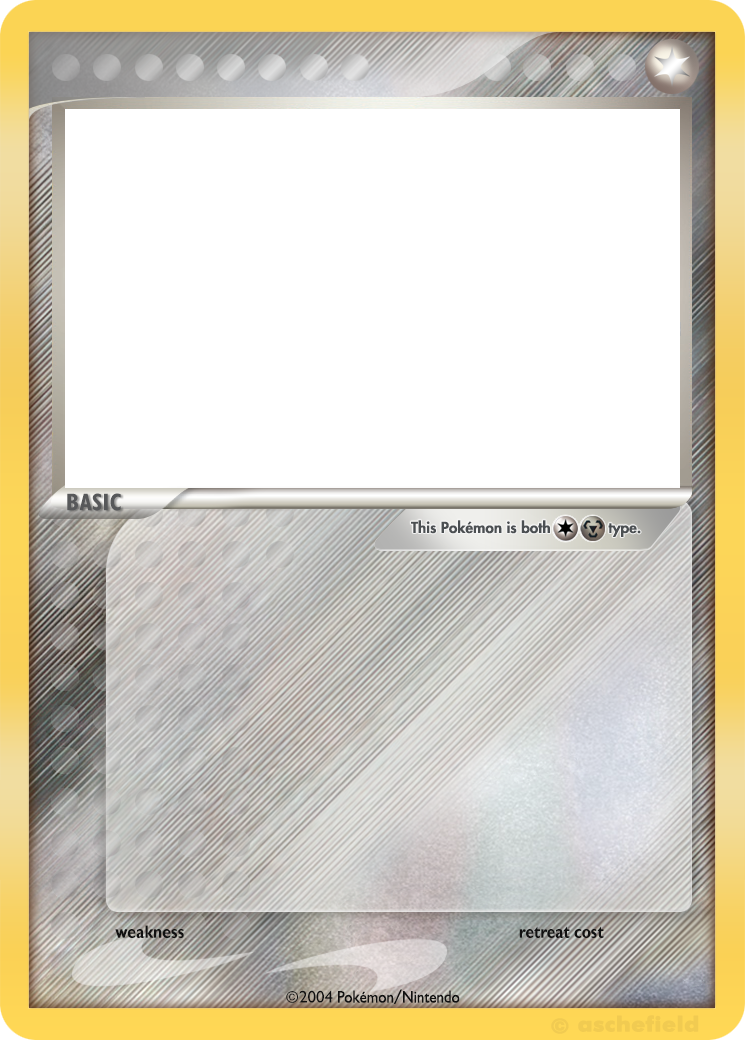 BASIC
This Pokémon is both type.
weakness retreat cost
©2004 Pokémon/Nintendo
© aschefield